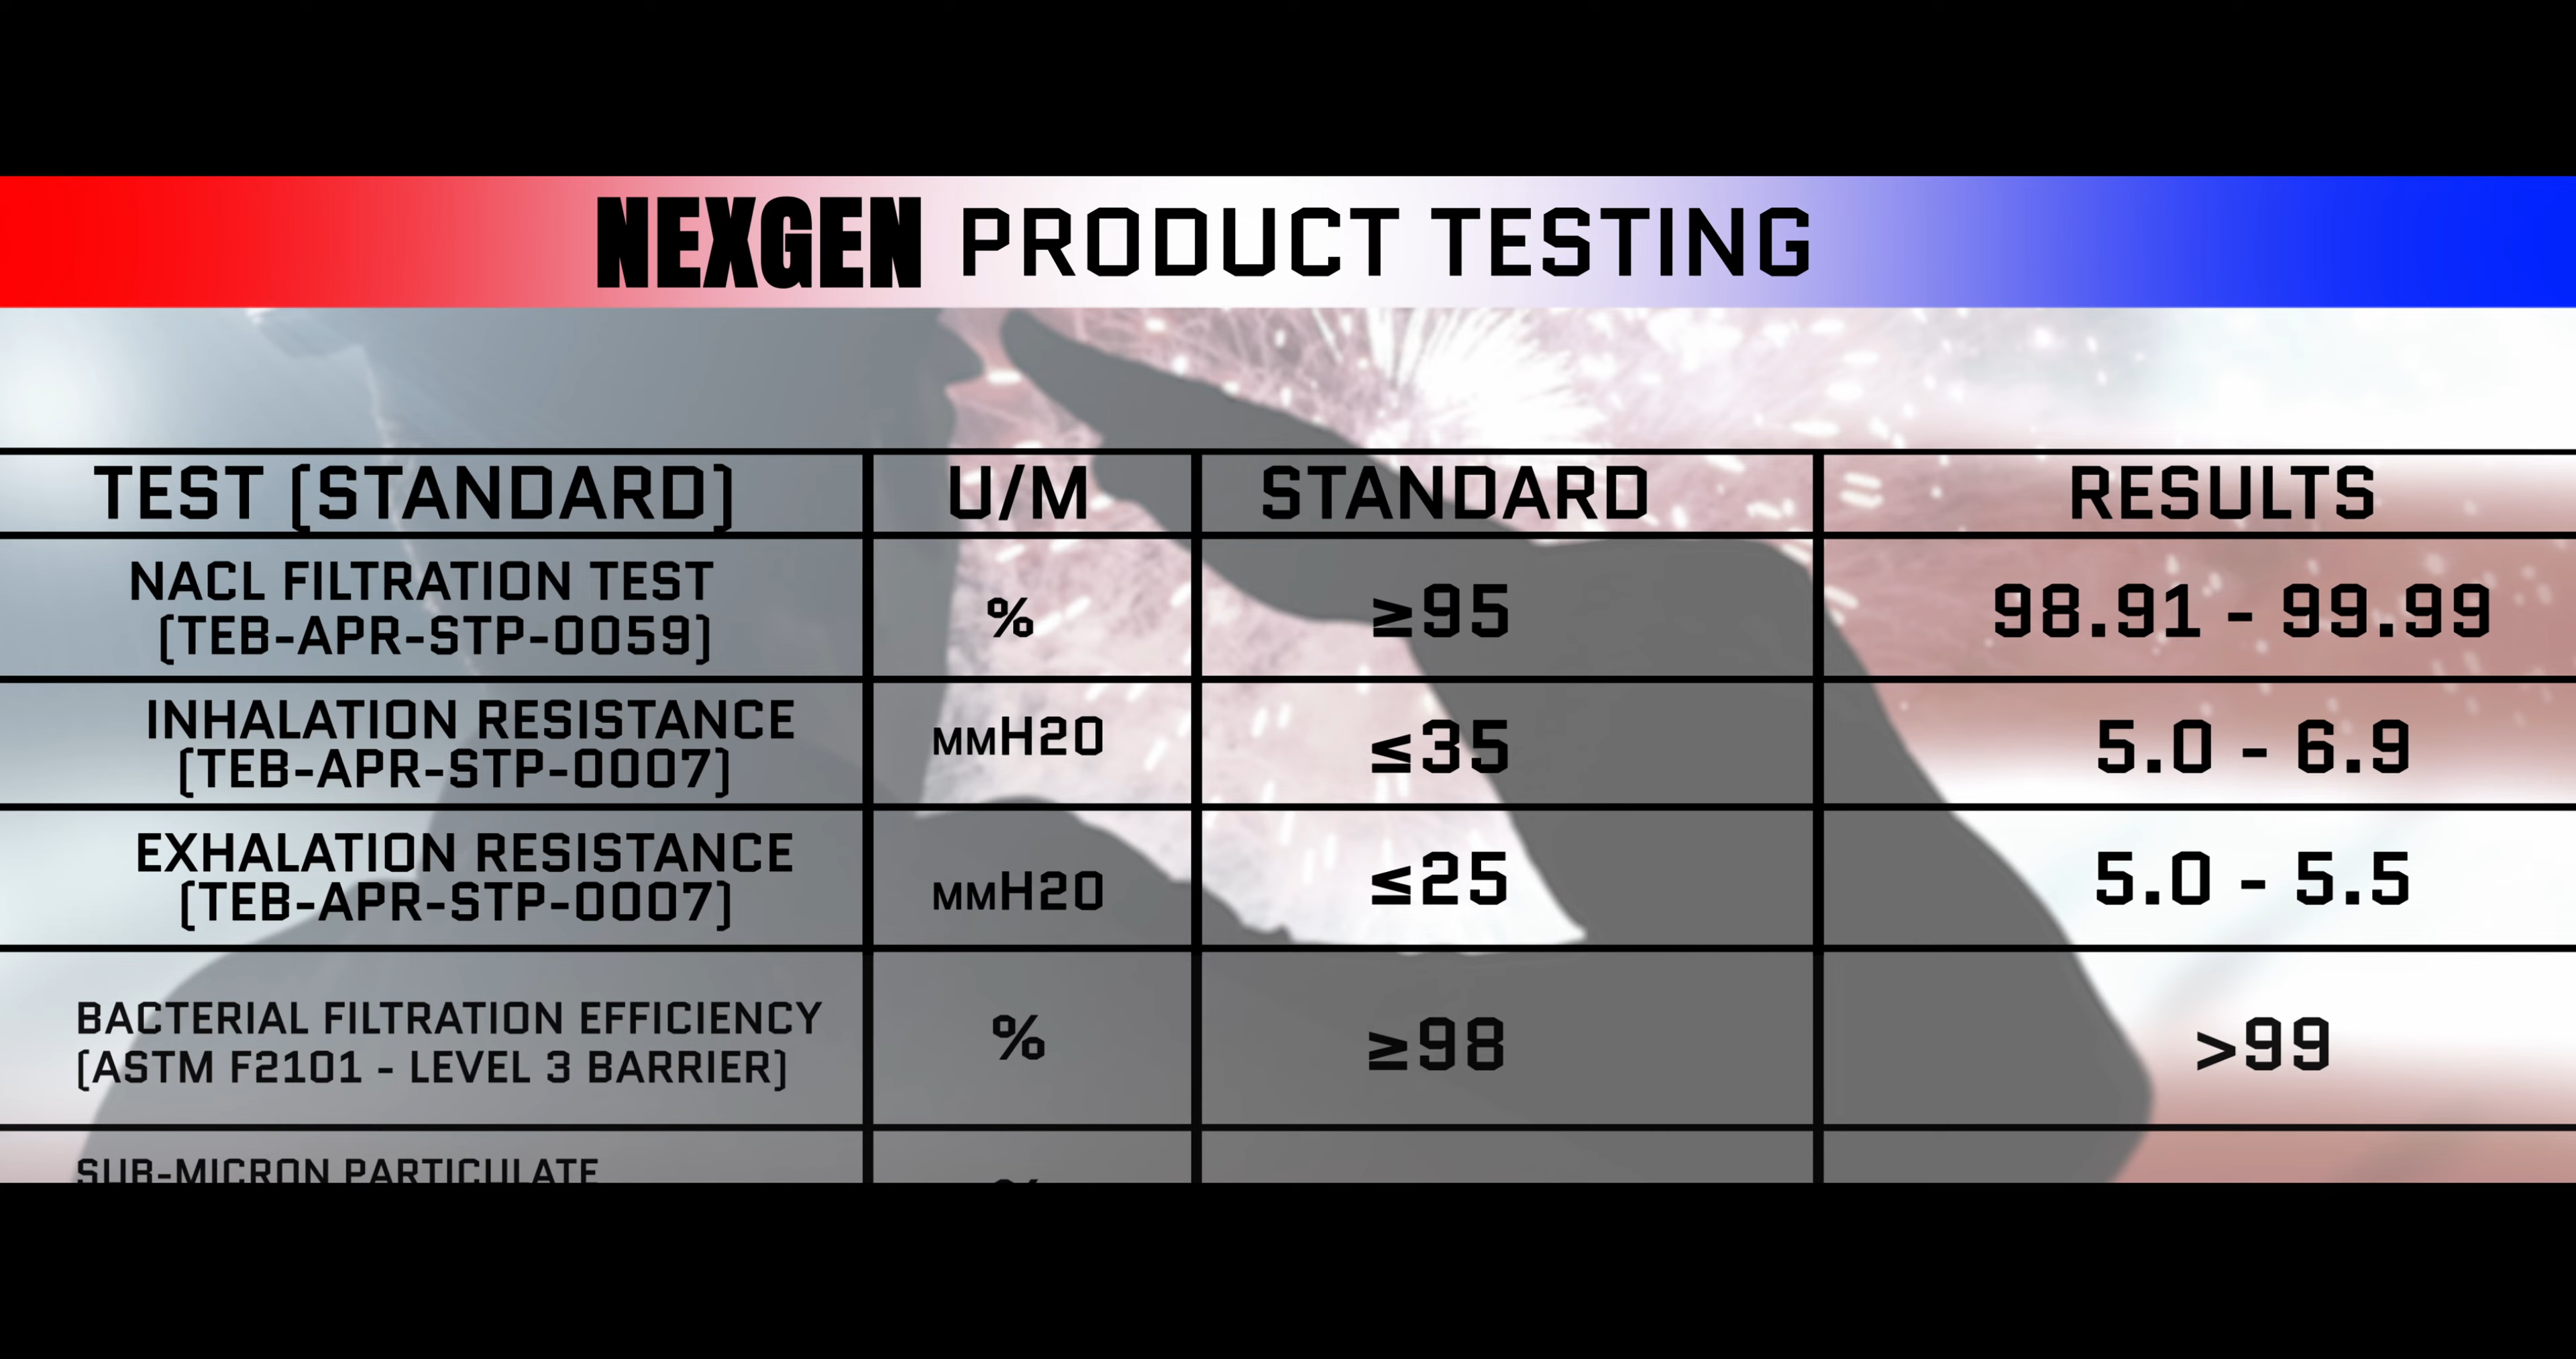 NEXGEN PRODUCT TESTING
TEST (STANDARD) U/M STANDARD RESULTS
NACL FILTRATION TEST
(TEB-APR-STP-0059) % ≥95 98.91 - 99.99
INHALATION RESISTANCE
(TEB-APR-STP-0007) MMH20 ≤35 5.0 - 6.9
EXHALATION RESISTANCE
(TEB-APR-STP-0007) MMH20 ≤25 5.0 - 5.5
BACTERIAL FILTRATION EFFICIENCY
(ASTM F2101 - LEVEL 3 BARRIER) % ≥98 >99
SUB-MICRON PARTICULATE %